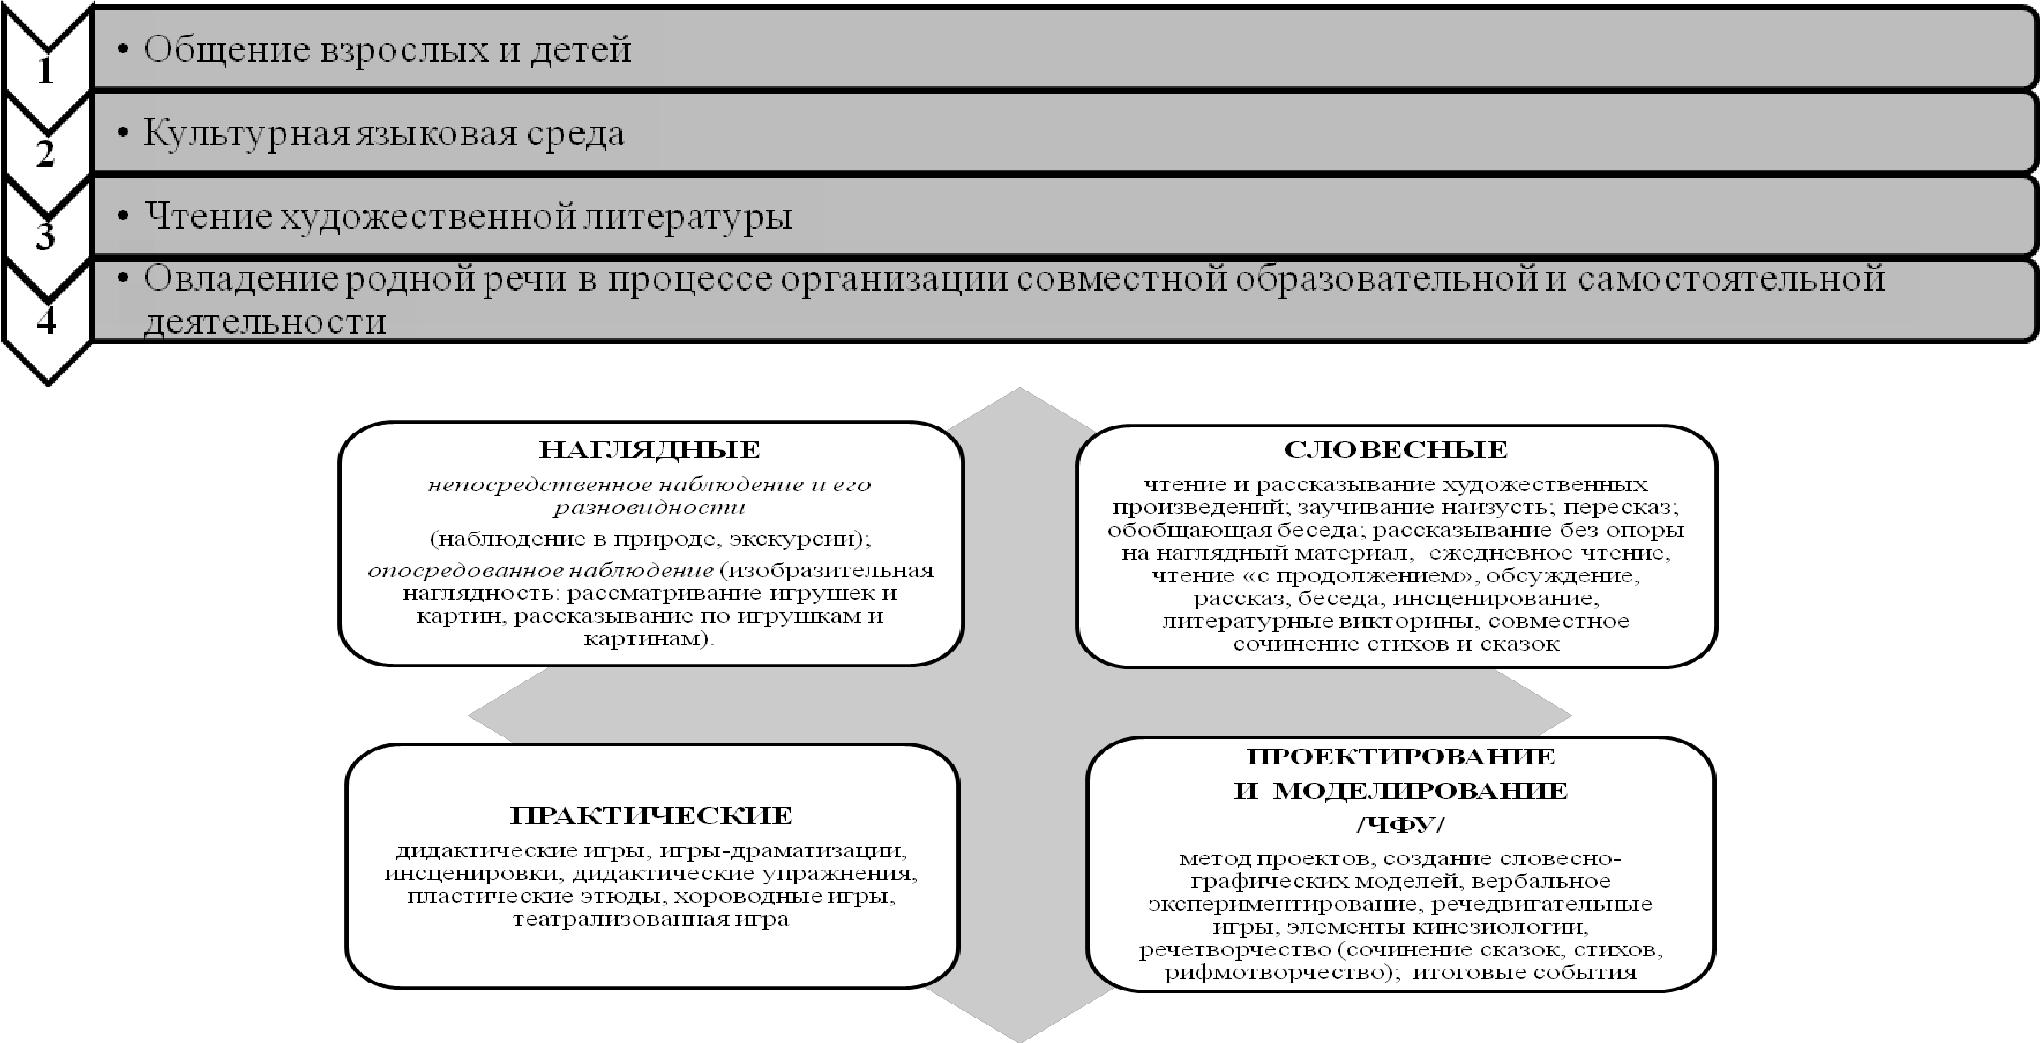 1
• Общение взрослых и детей
2
• Культурная языковая среда
3
• Чтение художественной литературы
4
• Овладение родной речи в процессе организации совместной образовательной и самостоятельной
деятельности
НАГЛЯДНЫЕ
непосредственное наблюдение и его
разновидности
(наблюдение в природе, экскурсии);
опосредованное наблюдение (изобразительная
наглядность: рассматривание игрушек и
картин, рассказывание по игрушкам и
картинам).
СЛОВЕСНЫЕ
чтение и рассказывание художественных
произведений; заучивание наизусть; пересказ;
обобщающая беседа; рассказывание без опоры
на наглядный материал, ежедневное чтение,
чтение «с продолжением», обсуждение,
рассказ, беседа, инсценирование,
литературные викторины, совместное
сочинение стихов и сказок
ПРАКТИЧЕСКИЕ
дидактические игры, игры-драматизации,
инсценировки, дидактические упражнения,
пластические этюды, хороводные игры,
театрализованная игра
ПРОЕКТИРОВАНИЕ
И МОДЕЛИРОВАНИЕ
/ЧФУ/
метод проектов, создание словесно-
графических моделей, вербальное
экспериментирование, речедвигательные
игры, элементы кинезиологии,
речетворчество (сочинение сказок, стихов,
рифмотворчество); итоговые события